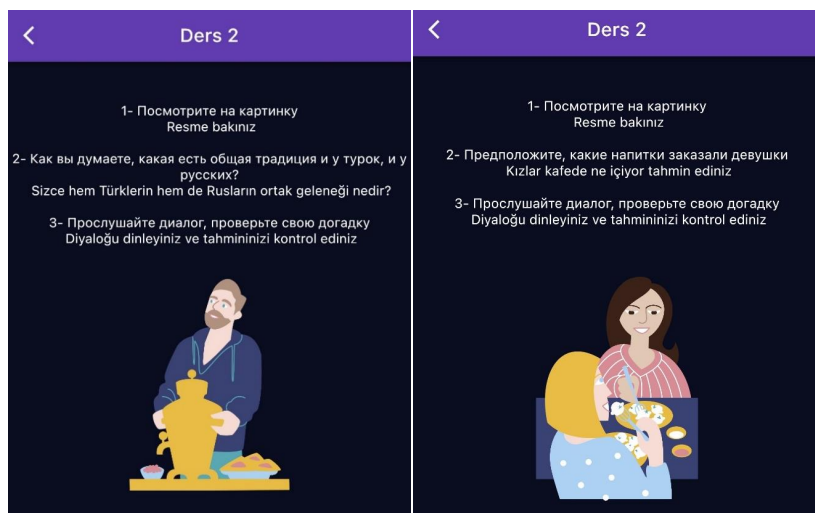 Ders 2
1- Посмотрите на картинку
Resme bakınız
2- Как вы думаете, какая есть общая традиция и у турок, и у
русских?
Sizce hem Türklerin hem de Rusların ortak geleneği nedir?
3- Прослушайте диалог, проверьте свою догадку
Diyaloğu dinleyiniz ve tahmininizi kontrol ediniz
Ders 2
1- Посмотрите на картинку
Resme bakınız
2- Предположите, какие напитки заказали девушки
Kızlar kafede ne içiyor tahmin ediniz
3- Прослушайте диалог, проверьте свою догадку
Diyaloğu dinleyiniz ve tahmininizi kontrol ediniz